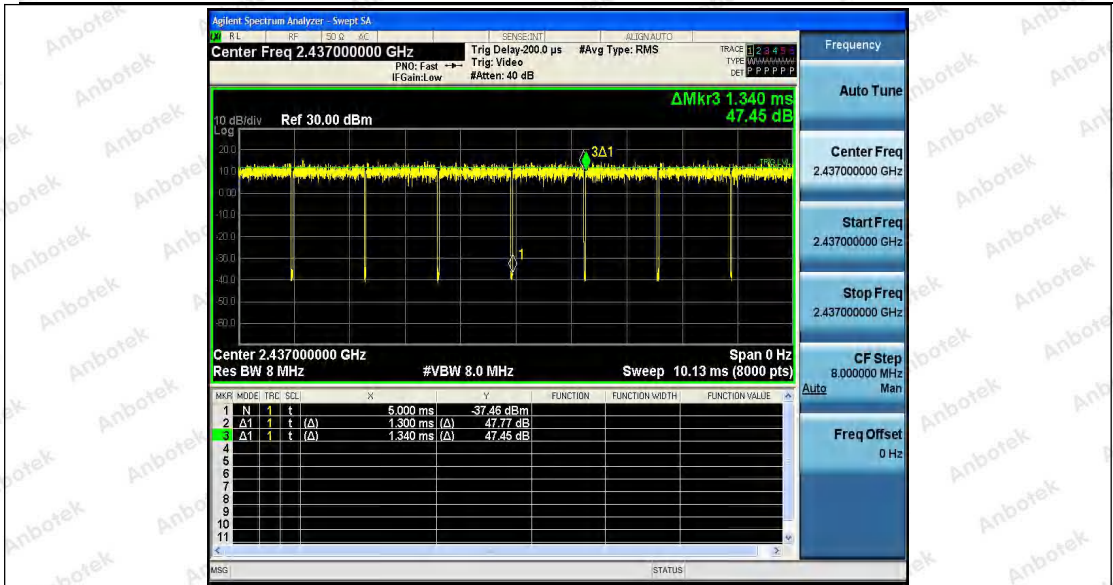 Agilent Spectrum Analyzer - Swept SA
RL RF 50 Ω AC SENSE:INT ALIGN AUTO
Center Freq 2.437000000 GHz
PNO: Fast
IFGain:Low
Trig Delay-200.0 µs
Trig: Video
#Atten: 40 dB
#Avg Type: RMS
TRACE 1 2 3 4 5 6
TYPE
DET P P P P P P
ΔMkr3 1.340 ms
47.45 dB
10 dB/div Ref 30.00 dBm
Log
20.0
10.0
0.00
-10.0
-20.0
-30.0
-40.0
-50.0
-60.0
3Δ1
TRIG LVL
1
Center 2.437000000 GHz Span 0 Hz
Res BW 8 MHz #VBW 8.0 MHz Sweep 10.13 ms (8000 pts)
MKR MODE TRC SCL X Y FUNCTION FUNCTION WIDTH FUNCTION VALUE
1 N 1 t 5.000 ms -37.46 dBm
2 Δ1 1 t (Δ) 1.300 ms (Δ) 47.77 dB
3 Δ1 1 t (Δ) 1.340 ms (Δ) 47.45 dB
4
5
6
7
8
9
10
11
MSG STATUS
Frequency
Auto Tune
Center Freq
2.437000000 GHz
Start Freq
2.437000000 GHz
Stop Freq
2.437000000 GHz
CF Step
8.000000 MHz
Auto Man
Freq Offset
0 Hz
Anbotek